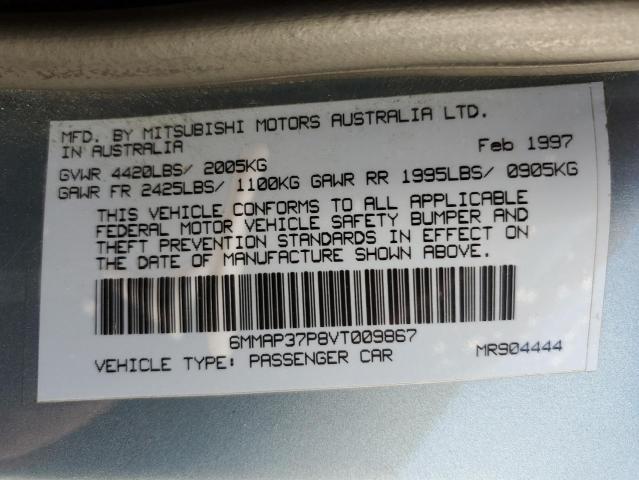 MFD. BY MITSUBISHI MOTORS AUSTRALIA LTD.
IN AUSTRALIA Feb 1997
GVWR 4420LBS/ 2005KG
GAWR FR 2425LBS/ 1100KG GAWR RR 1995LBS/ 0905KG
THIS VEHICLE CONFORMS TO ALL APPLICABLE
FEDERAL MOTOR VEHICLE SAFETY BUMPER AND
THEFT PREVENTION STANDARDS IN EFFECT ON
THE DATE OF MANUFACTURE SHOWN ABOVE.
6MMAP37P8VT009867
VEHICLE TYPE: PASSENGER CAR MR904444